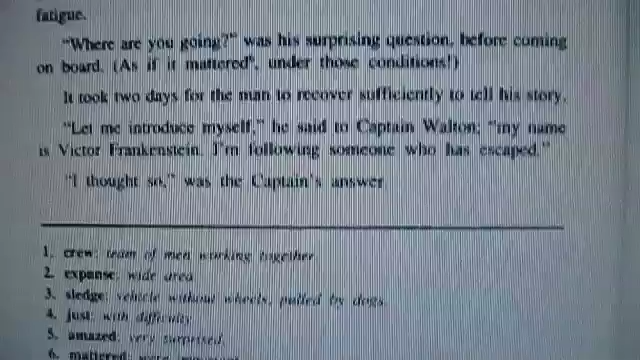 fatigue.
"Where are you going?" was his surprising question, before coming
on board. (As if it mattered⁶, under those conditions!)
It took two days for the man to recover sufficiently to tell his story.
"Let me introduce myself," he said to Captain Walton; "my name
is Victor Frankenstein. I'm following someone who has escaped."
"I thought so," was the Captain's answer.
1. crew: team of men working together
2. expanse: wide area
3. sledge: vehicle without wheels, pulled by dogs.
4. just: with difficulty
5. amazed: very surprised.
6. mattered: were